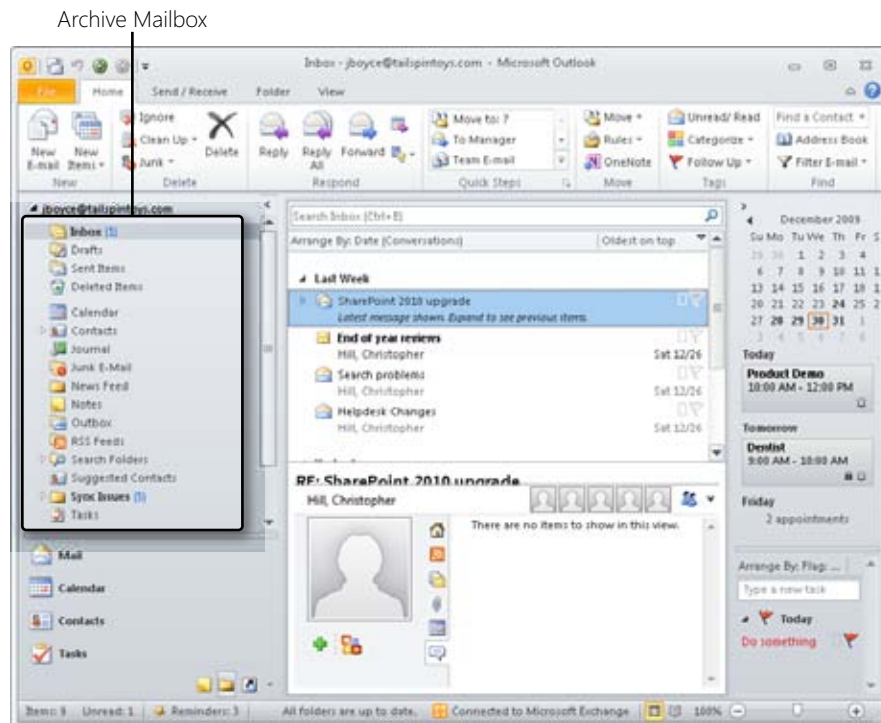 Archive Mailbox
Inbox - jboyce@tailspintoys.com - Microsoft Outlook
File Home Send / Receive Folder View
New E-mail
New Items
Ignore
Clean Up
Junk
Delete
Reply
Reply All
Forward
Move to: ?
To Manager
Team E-mail
Move
Rules
OneNote
Unread/ Read
Categorize
Follow Up
Find a Contact
Address Book
Filter E-mail
New Delete Respond Quick Steps Move Tags Find
jboyce@tailspintoys.com
Inbox (1)
Drafts
Sent Items
Deleted Items
Calendar
Contacts
Journal
Junk E-Mail
News Feed
Notes
Outbox
RSS Feeds
Search Folders
Suggested Contacts
Sync Issues (5)
Tasks
Mail
Calendar
Contacts
Tasks
Search Inbox (Ctrl+E)
Arrange By: Date (Conversations) Oldest on top
Last Week
SharePoint 2010 upgrade
Latest message shown. Expand to see previous items.
End of year reviews
Hill, Christopher Sat 12/26
Search problems
Hill, Christopher Sat 12/26
Helpdesk Changes
Hill, Christopher Sat 12/26
RE: SharePoint 2010 upgrade
Hill, Christopher
There are no items to show in this view.
December 2009
Su Mo Tu We Th Fr S
29 30 1 2 3 4
6 7 8 9 10 11 1
13 14 15 16 17 18 1
20 21 22 23 24 25 2
27 28 29 30 31 1
3 4 5 6 7 8
Today
Product Demo
10:00 AM - 12:00 PM
Tomorrow
Dentist
9:00 AM - 10:00 AM
Friday
2 appointments
Arrange By: Flag: ...
Type a new task
Today
Do something
Items: 9 Unread: 1 Reminders: 3 All folders are up to date. Connected to Microsoft Exchange 100%